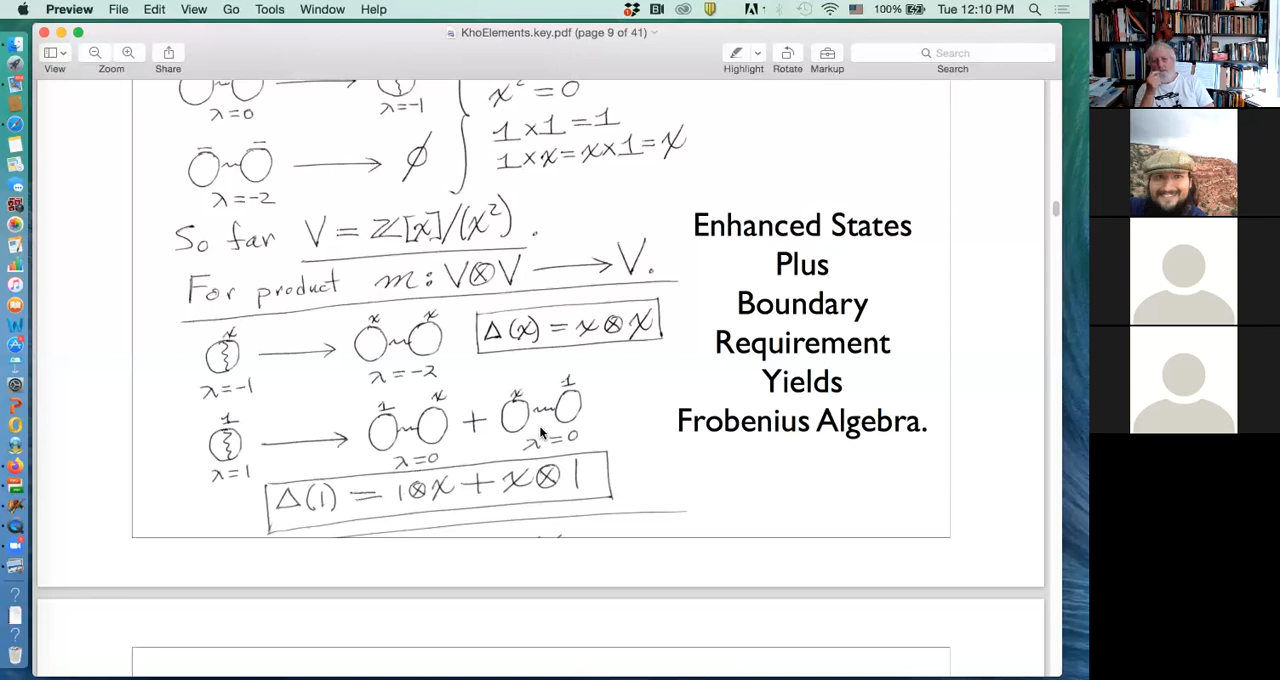 Preview File Edit View Go Tools Window Help
100% Tue 12:10 PM
KhoElements.key.pdf (page 9 of 41)
View Zoom Share Highlight Rotate Markup Search
Search
λ=0 λ=-1
x² = 0
1×1=1
1×x=x×1=x
λ=-2
So far V = ℤ[x]/(x²).
For product m: V⊗V → V.
x → x x Δ(x) = x⊗x
λ=-1 λ=-2
1 → 1 x + x 1
λ=1 λ=0 λ=0
Δ(1) = 1⊗x + x⊗1
Enhanced States
Plus
Boundary
Requirement
Yields
Frobenius Algebra.